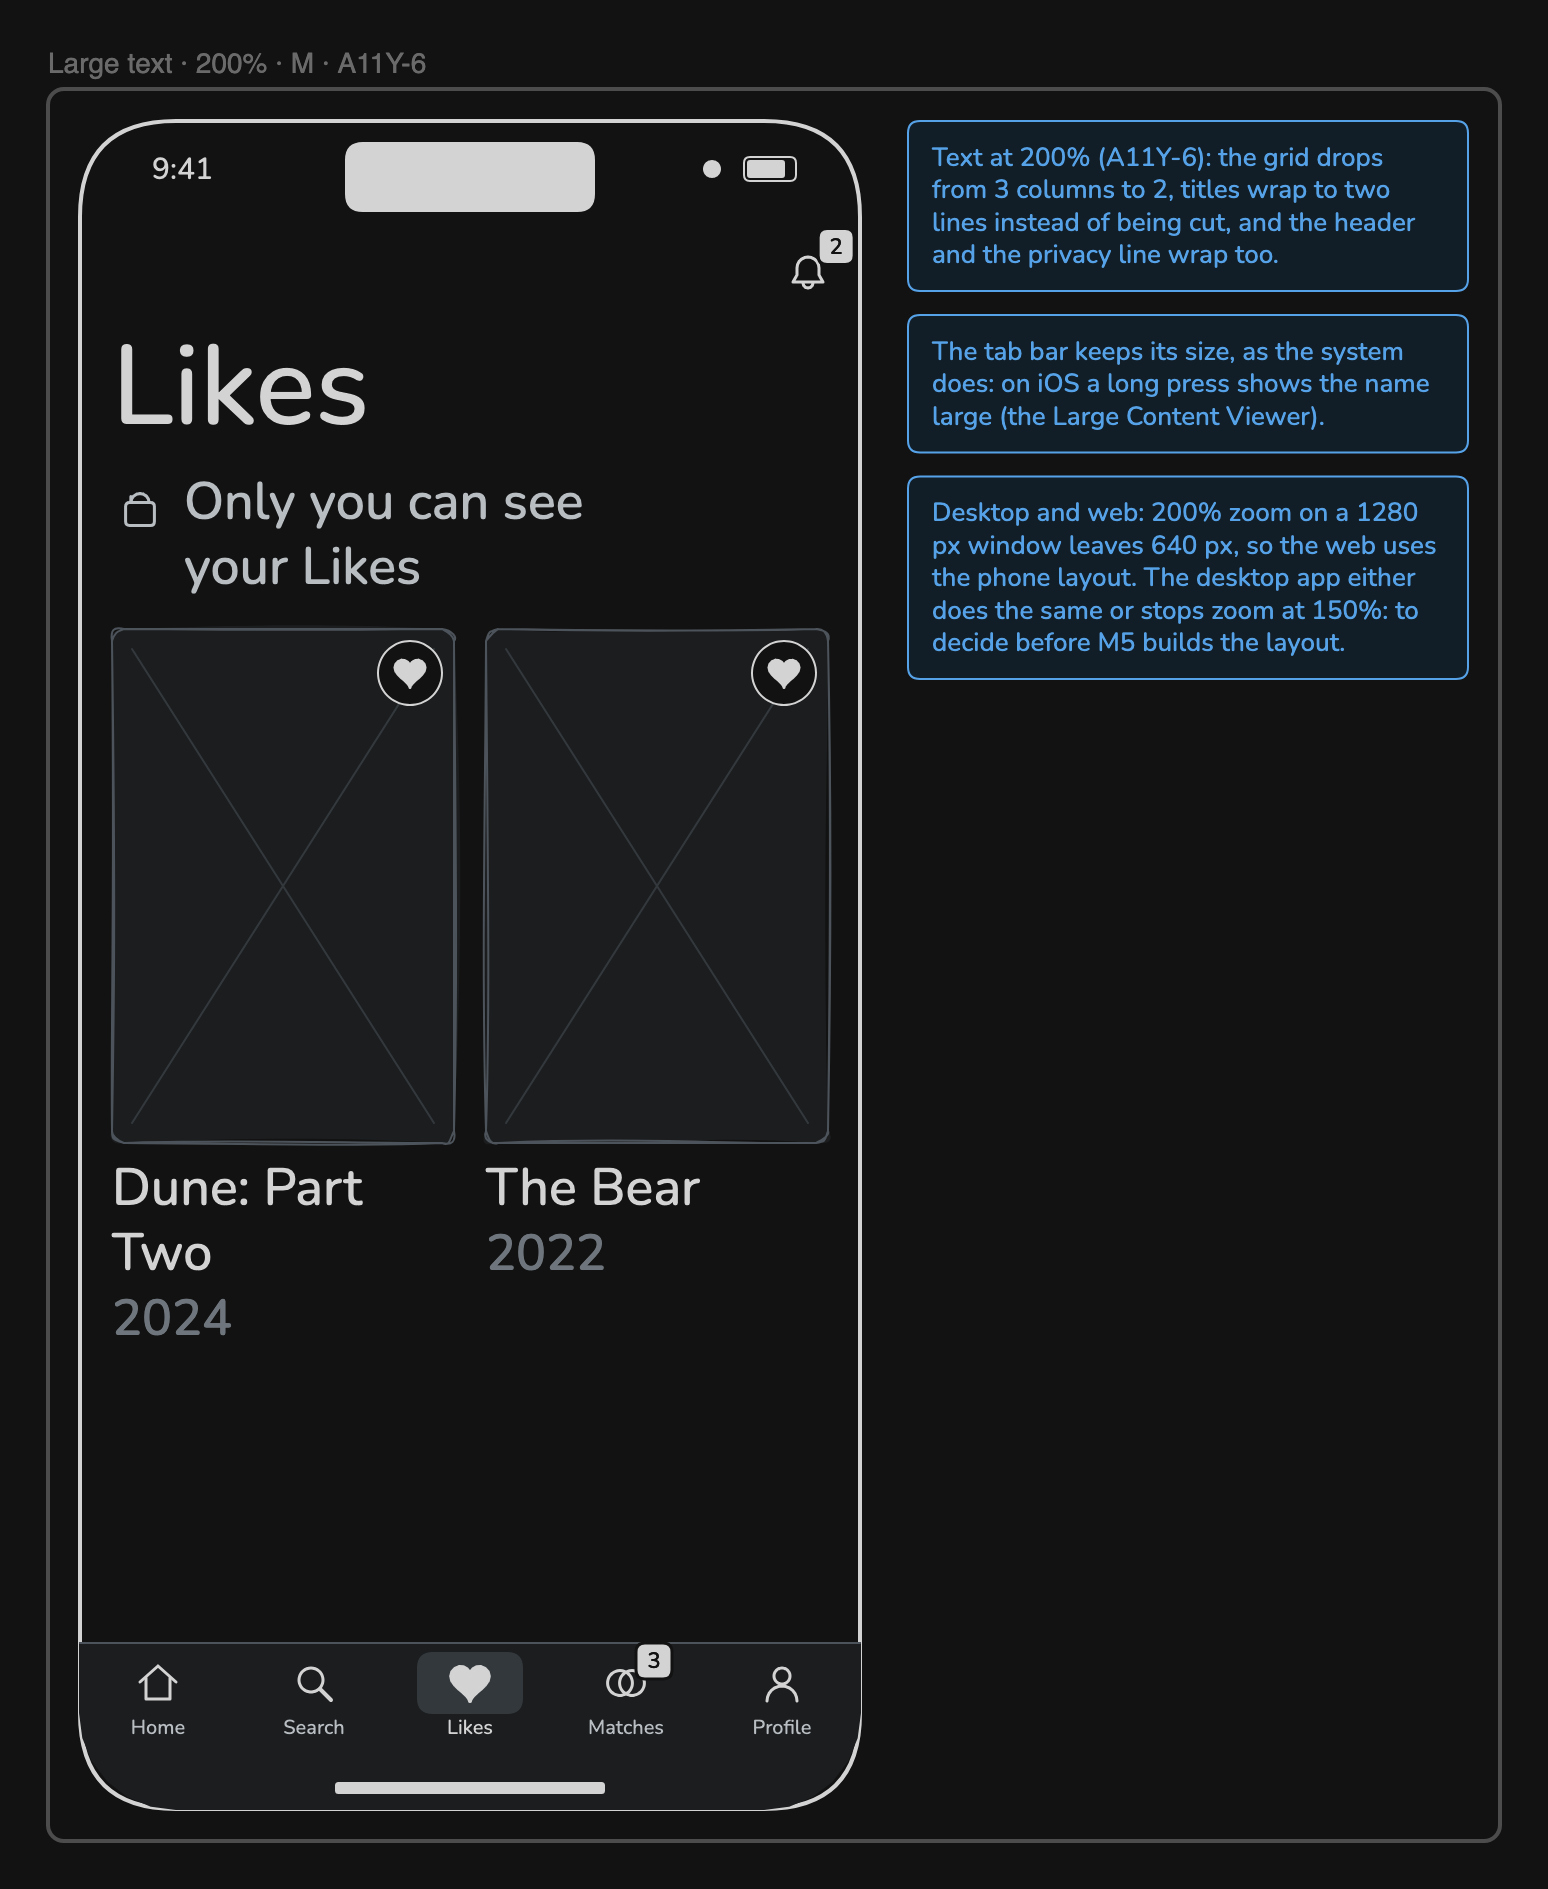 Large text · 200% · M · A11Y-6
9:41
2
Likes
Only you can see
your Likes
Dune: Part
Two
2024
The Bear
2022
Home
Search
Likes
3
Matches
Profile
Text at 200% (A11Y-6): the grid drops
from 3 columns to 2, titles wrap to two
lines instead of being cut, and the header
and the privacy line wrap too.
The tab bar keeps its size, as the system
does: on iOS a long press shows the name
large (the Large Content Viewer).
Desktop and web: 200% zoom on a 1280
px window leaves 640 px, so the web uses
the phone layout. The desktop app either
does the same or stops zoom at 150%: to
decide before M5 builds the layout.